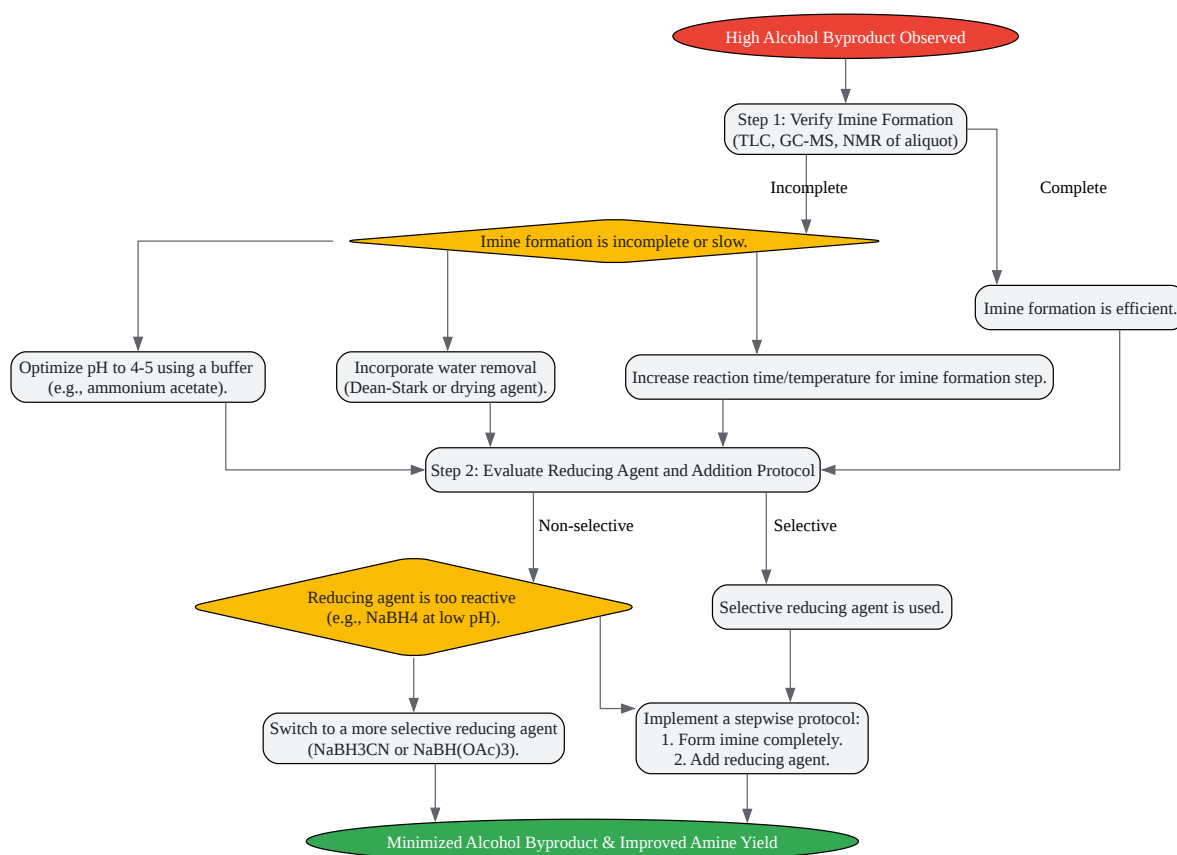 High Alcohol Byproduct Observed
Step 1: Verify Imine Formation
(TLC, GC-MS, NMR of aliquot)
Incomplete
Complete
Imine formation is incomplete or slow.
Imine formation is efficient.
Optimize pH to 4-5 using a buffer
(e.g., ammonium acetate).
Incorporate water removal
(Dean-Stark or drying agent).
Increase reaction time/temperature for imine formation step.
Step 2: Evaluate Reducing Agent and Addition Protocol
Non-selective
Selective
Reducing agent is too reactive
(e.g., NaBH4 at low pH).
Selective reducing agent is used.
Switch to a more selective reducing agent
(NaBH3CN or NaBH(OAc)3).
Implement a stepwise protocol:
1. Form imine completely.
2. Add reducing agent.
Minimized Alcohol Byproduct & Improved Amine Yield